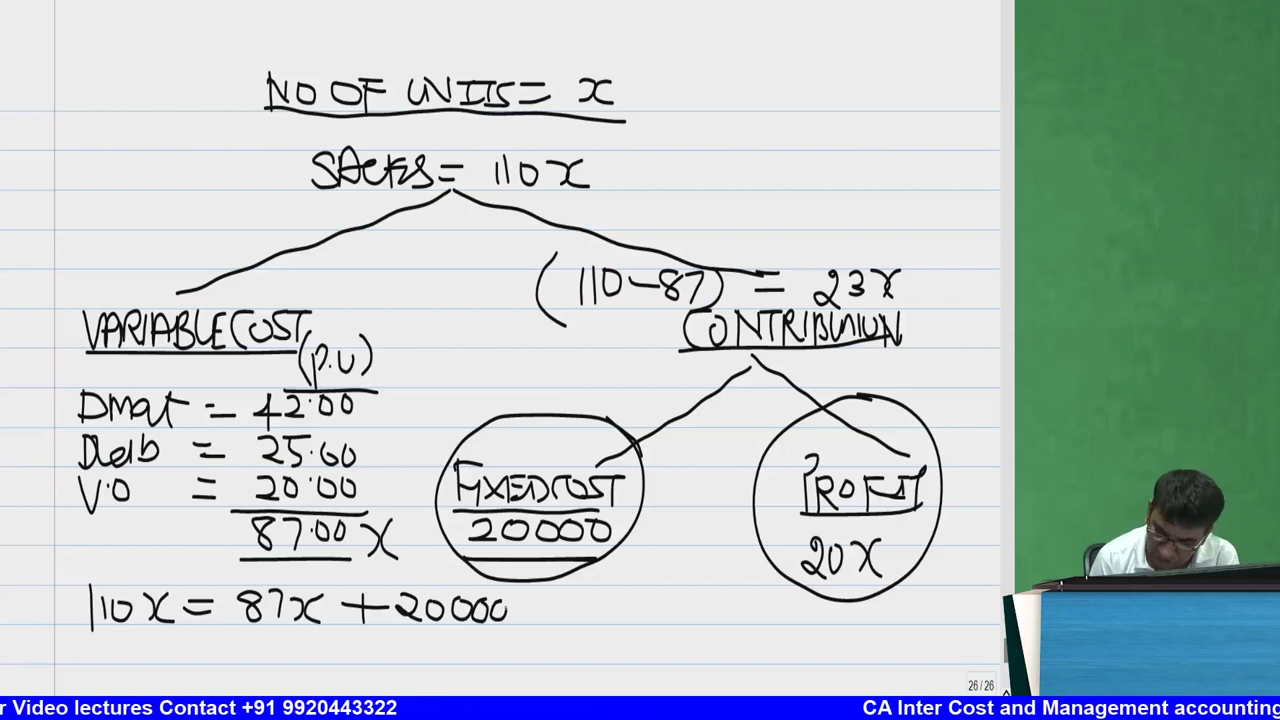 NO OF UNITS = x
SALES = 110x
(110-87) = 23x
VARIABLE COST
(P.U)
CONTRIBUTION
Dmat = 42.00
Dlab = 25.00
V.O = 20.00
87.00 x
FIXED COST
20000
PROFIT
20x
110x = 87x + 20000
26/26
r Video lectures Contact +91 9920443322
CA Inter Cost and Management accounting